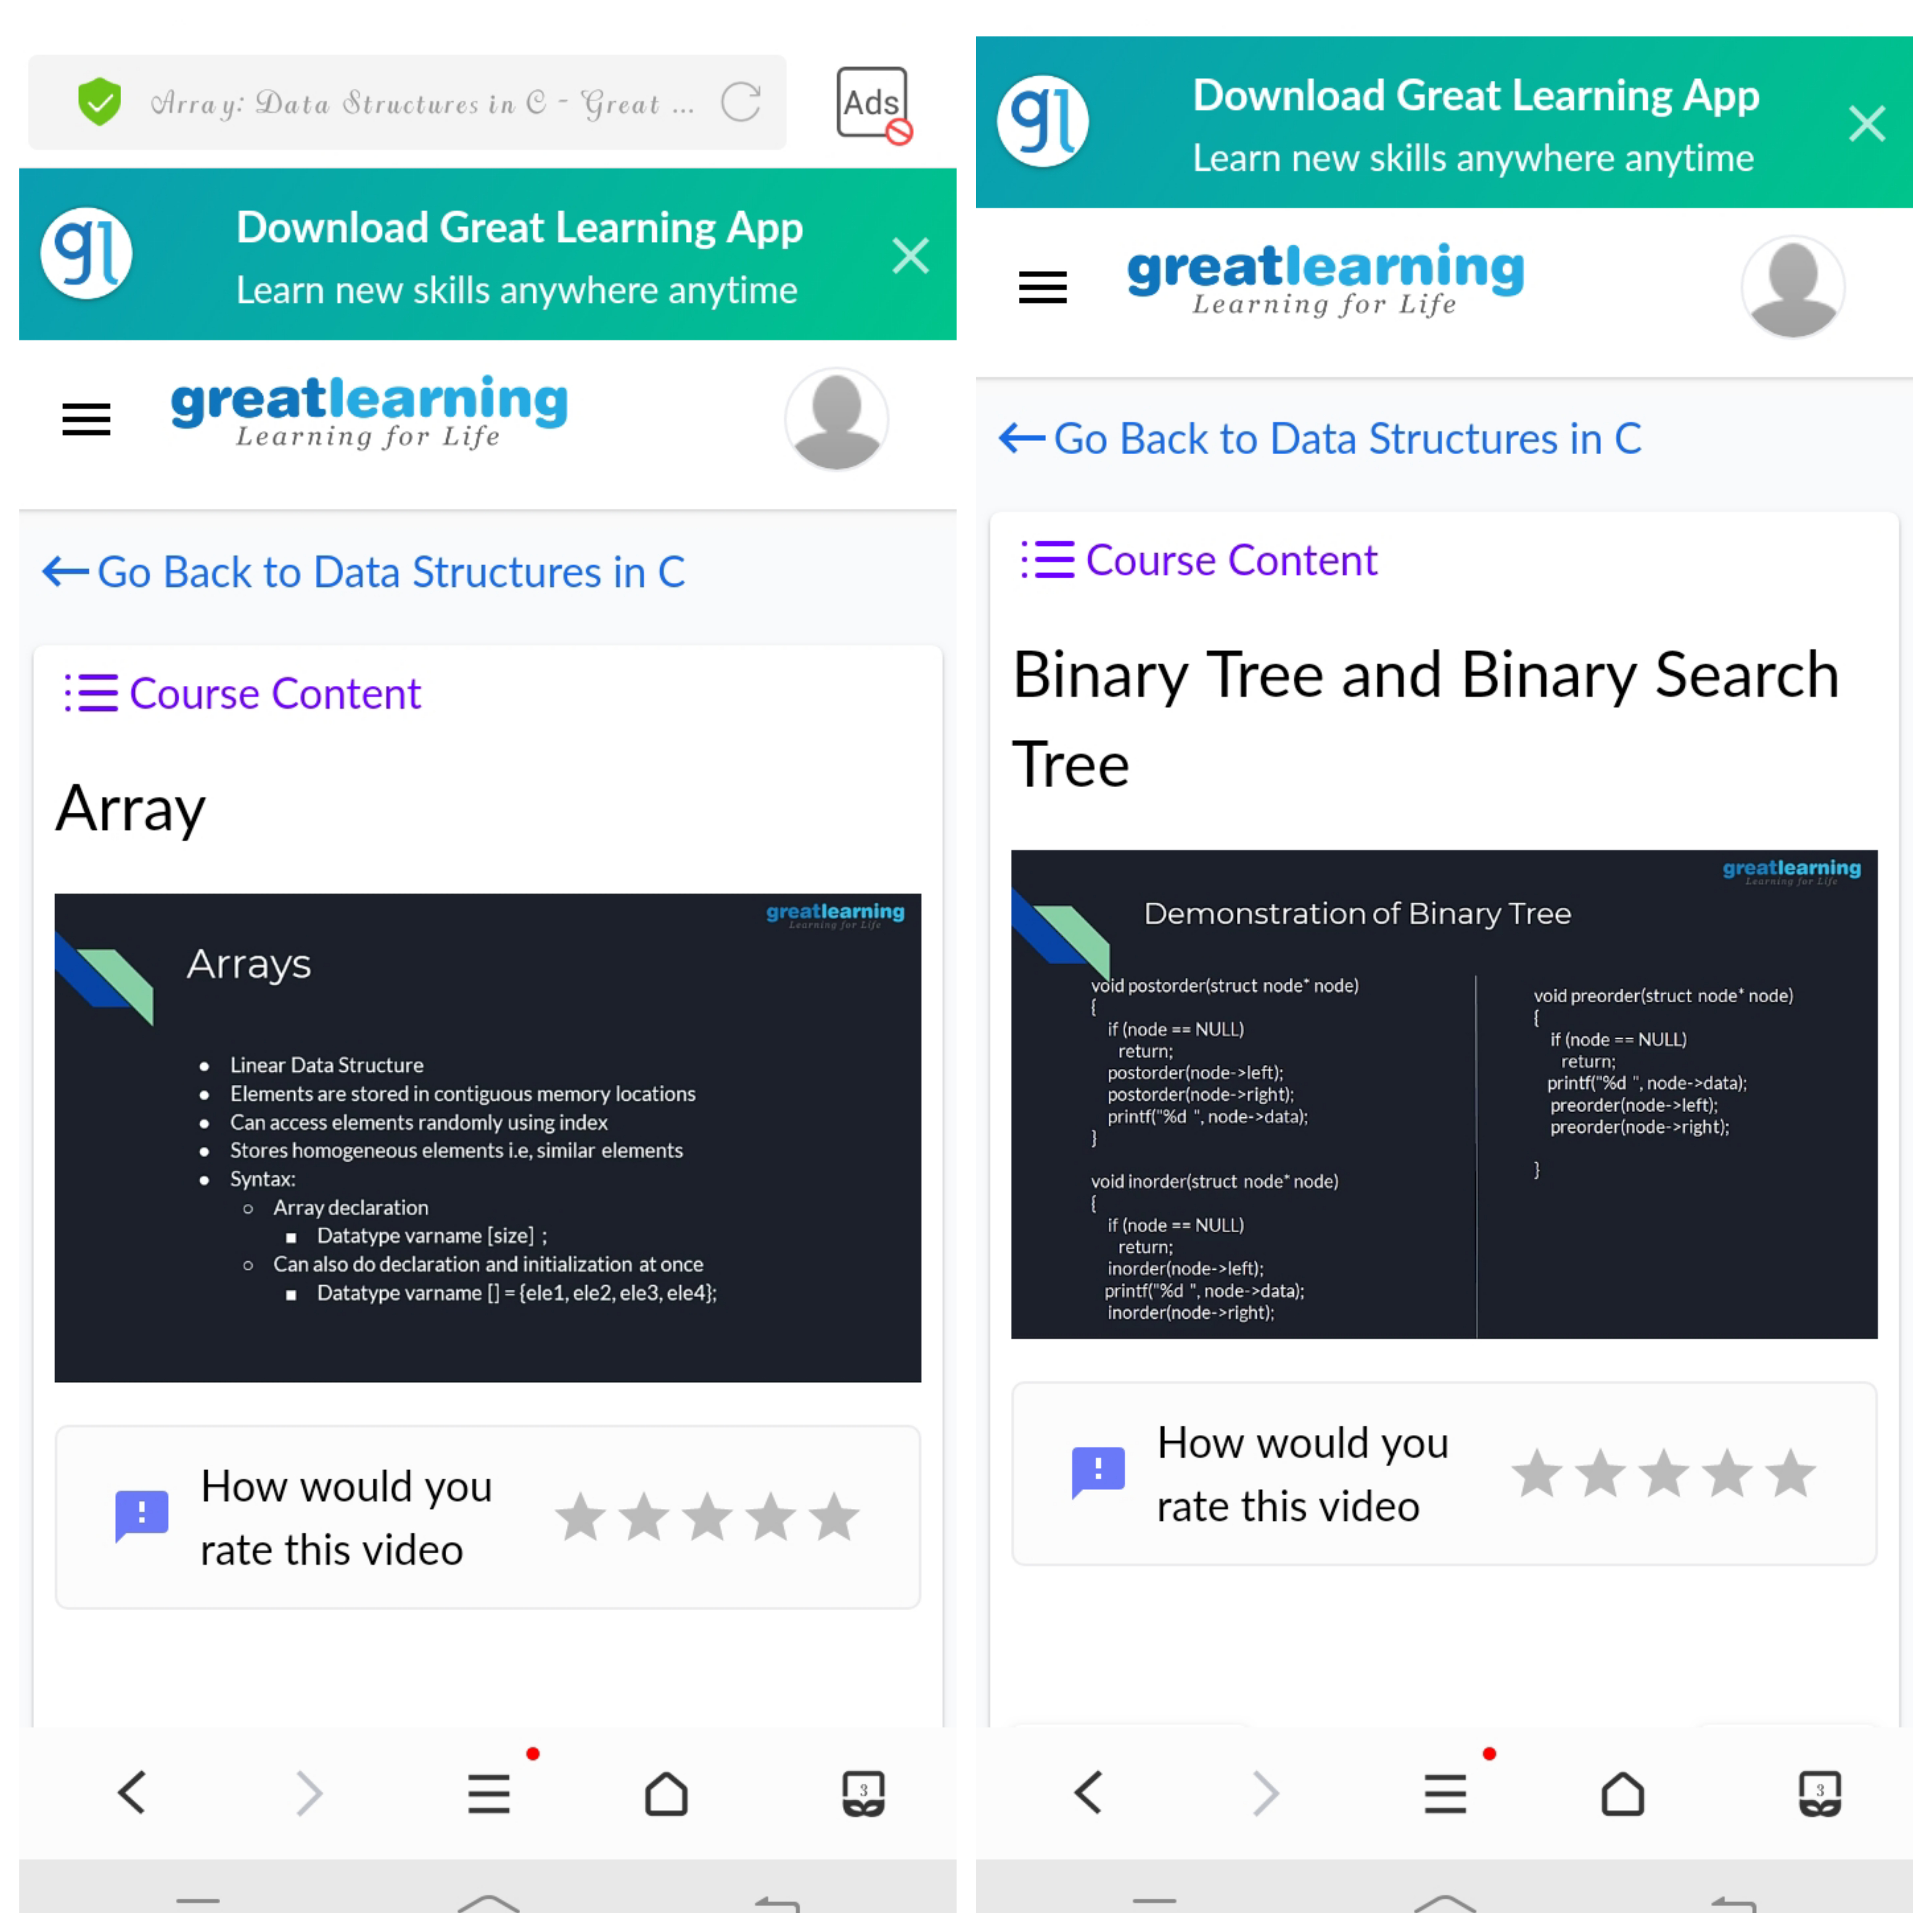 Array: Data Structures in C - Great ...
Ads
gl
Download Great Learning App
Learn new skills anywhere anytime
greatlearning
Learning for Life
Go Back to Data Structures in C
Course Content
Array
greatlearning
Learning for Life
Arrays
● Linear Data Structure
● Elements are stored in contiguous memory locations
● Can access elements randomly using index
● Stores homogeneous elements i.e, similar elements
● Syntax:
○ Array declaration
■ Datatype varname [size] ;
○ Can also do declaration and initialization at once
■ Datatype varname [] = {ele1, ele2, ele3, ele4};
How would you
rate this video
3
gl
Download Great Learning App
Learn new skills anywhere anytime
greatlearning
Learning for Life
Go Back to Data Structures in C
Course Content
Binary Tree and Binary Search
Tree
greatlearning
Learning for Life
Demonstration of Binary Tree
void postorder(struct node* node)
{
if (node == NULL)
return;
postorder(node->left);
postorder(node->right);
printf("%d ", node->data);
}
void inorder(struct node* node)
{
if (node == NULL)
return;
inorder(node->left);
printf("%d ", node->data);
inorder(node->right);
void preorder(struct node* node)
{
if (node == NULL)
return;
printf("%d ", node->data);
preorder(node->left);
preorder(node->right);
}
How would you
rate this video
3